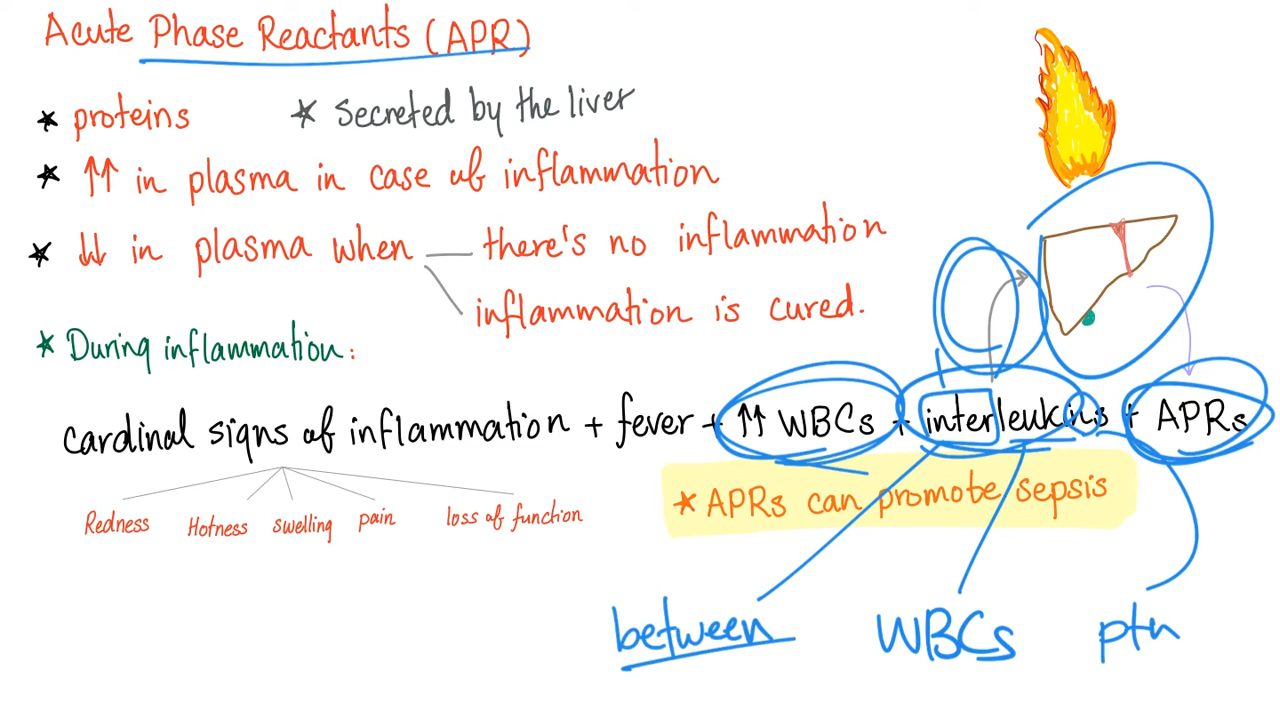 Acute Phase Reactants (APR)
* proteins * Secreted by the liver
* ↑↑ in plasma in case of inflammation
* ↓↓ in plasma when there's no inflammation
inflammation is cured.
* During inflammation:
cardinal signs of inflammation + fever + ↑↑ WBCs + interleukins + APRs
* APRs can promote sepsis
Redness Hotness swelling pain loss of function
between WBCs ptn